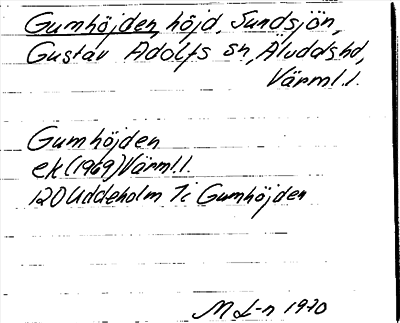 Gumhöjden, höjd, Sundsjön,
Gustav Adolfs sn, Älvdals hd,
Värml. l.
Gumhöjden
ek (1969) Värml. l.
120 Uddeholm 7c Gumhöjden
M L-n 1970